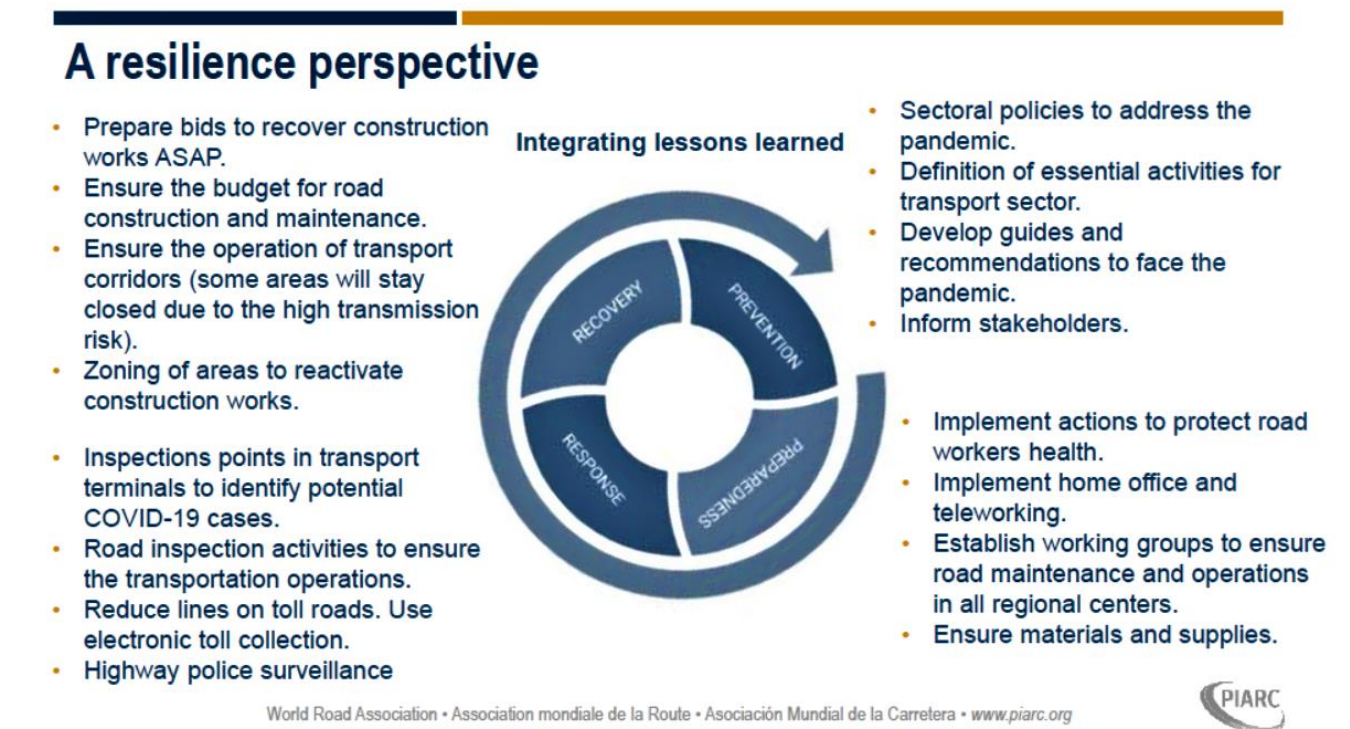 A resilience perspective
• Prepare bids to recover construction
works ASAP.
• Ensure the budget for road
construction and maintenance.
• Ensure the operation of transport
corridors (some areas will stay
closed due to the high transmission
risk).
• Zoning of areas to reactivate
construction works.
• Inspections points in transport
terminals to identify potential
COVID-19 cases.
• Road inspection activities to ensure
the transportation operations.
• Reduce lines on toll roads. Use
electronic toll collection.
• Highway police surveillance
Integrating lessons learned
RECOVERY
PREVENTION
RESPONSE
PREPAREDNESS
• Sectoral policies to address the
pandemic.
• Definition of essential activities for
transport sector.
• Develop guides and
recommendations to face the
pandemic.
• Inform stakeholders.
• Implement actions to protect road
workers health.
• Implement home office and
teleworking.
• Establish working groups to ensure
road maintenance and operations
in all regional centers.
• Ensure materials and supplies.
World Road Association • Association mondiale de la Route • Asociación Mundial de la Carretera • www.piarc.org
PIARC